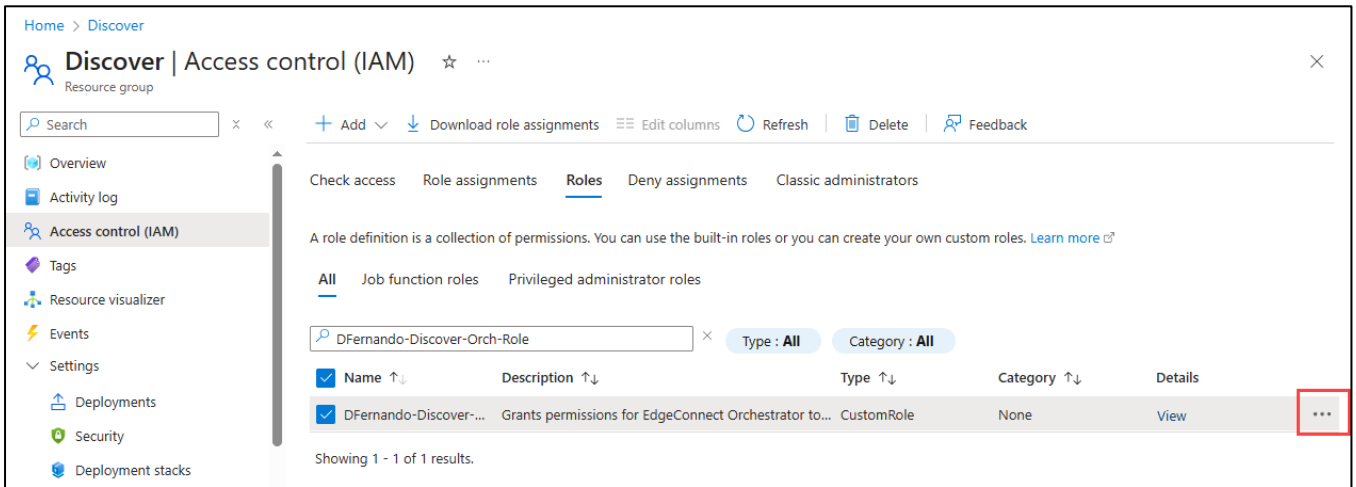 Home > Discover
Discover | Access control (IAM) ☆ ···
Resource group
Search
+ Add Download role assignments Edit columns Refresh Delete Feedback
Overview
Activity log
Access control (IAM)
Tags
Resource visualizer
Events
Settings
Deployments
Security
Deployment stacks
Check access Role assignments Roles Deny assignments Classic administrators
A role definition is a collection of permissions. You can use the built-in roles or you can create your own custom roles. Learn more
All Job function roles Privileged administrator roles
DFernando-Discover-Orch-Role Type : All Category : All
Name ↑↓ Description ↑↓ Type ↑↓ Category ↑↓ Details
DFernando-Discover-... Grants permissions for EdgeConnect Orchestrator to... CustomRole None View ···
Showing 1 - 1 of 1 results.